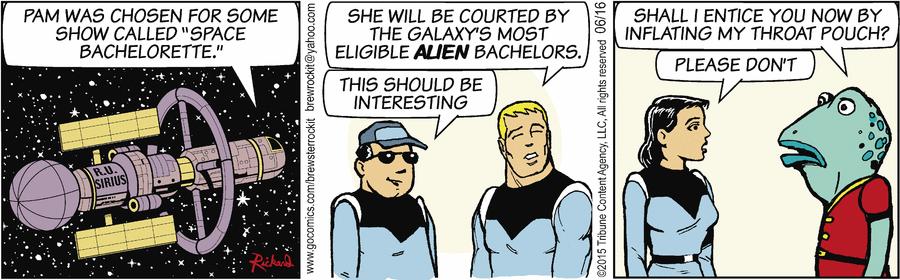 PAM WAS CHOSEN FOR SOME
SHOW CALLED "SPACE
BACHELORETTE."
R.U.
SIRIUS
Richard
www.gocomics.com/brewsterrockit brewrockit@yahoo.com
SHE WILL BE COURTED BY
THE GALAXY'S MOST
ELIGIBLE ALIEN BACHELORS.
THIS SHOULD BE
INTERESTING
©2015 Tribune Content Agency, LLC, All rights reserved 06/16
SHALL I ENTICE YOU NOW BY
INFLATING MY THROAT POUCH?
PLEASE DON'T